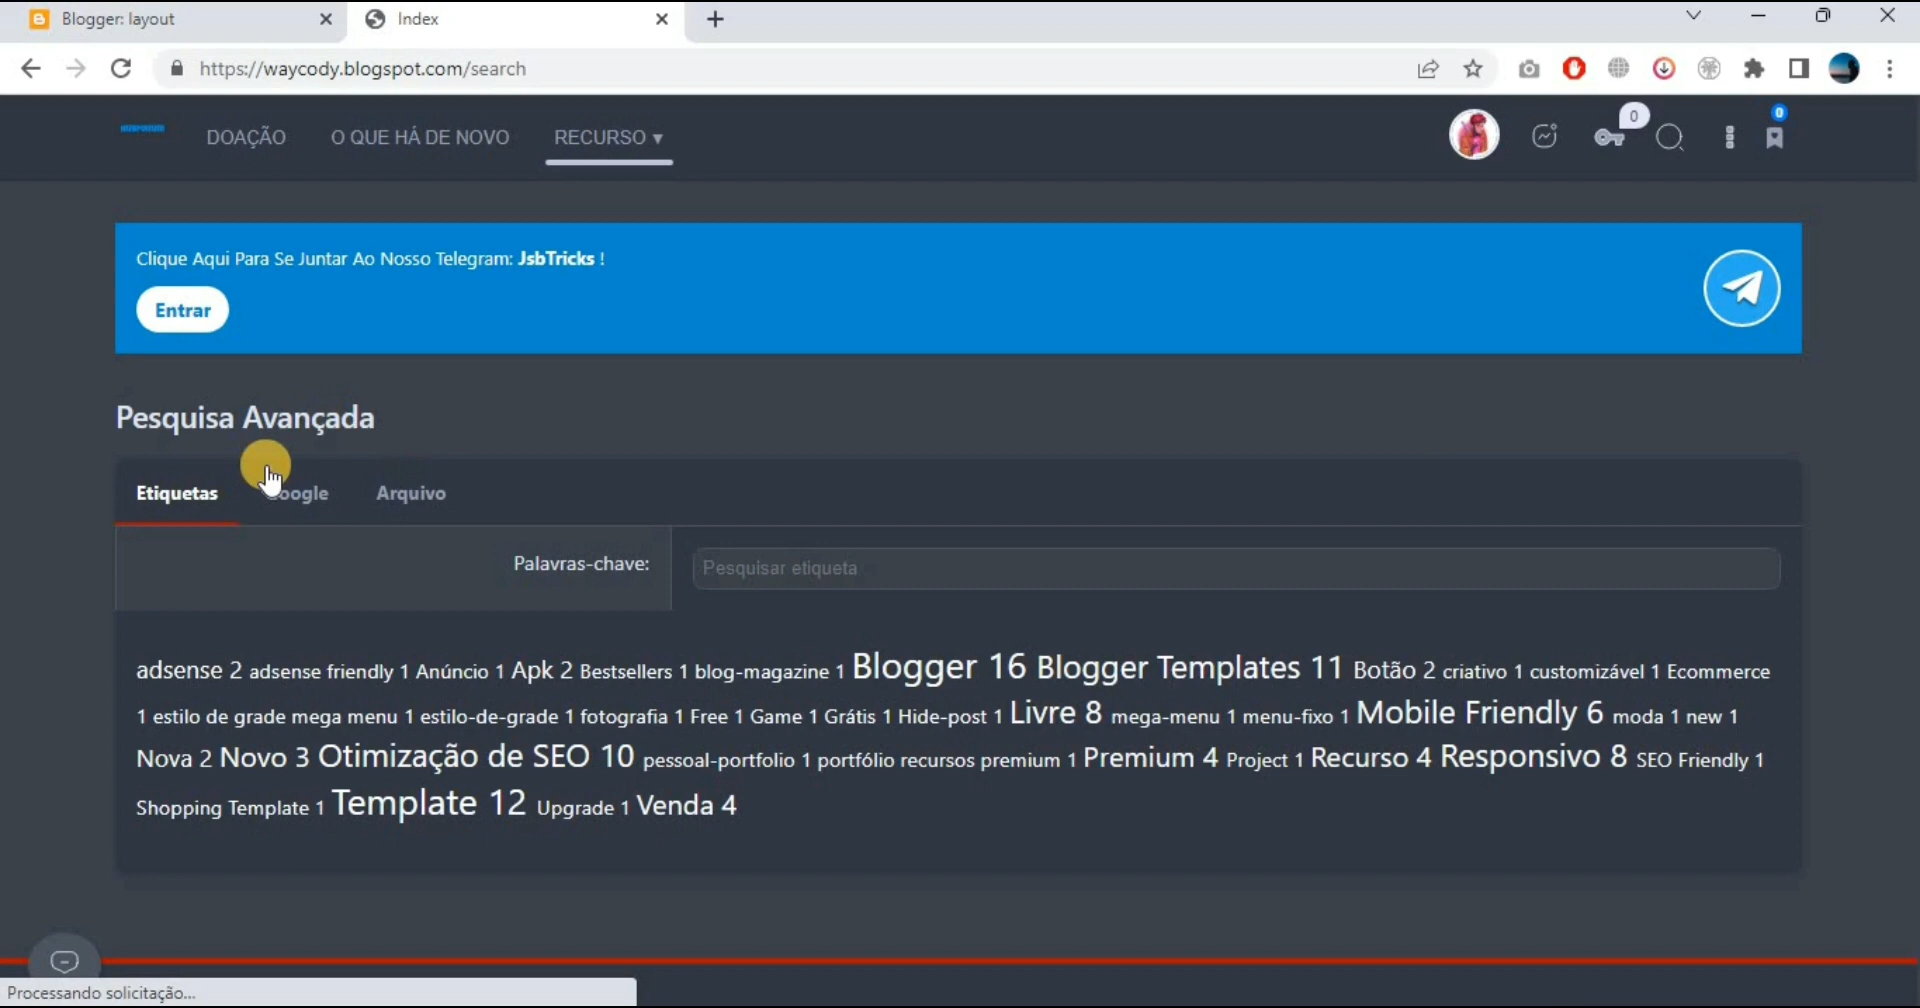 Blogger: layout
Index
https://waycody.blogspot.com/search
DOAÇÃO
O QUE HÁ DE NOVO
RECURSO ▾
0
0
Clique Aqui Para Se Juntar Ao Nosso Telegram: JsbTricks !
Entrar
Pesquisa Avançada
Etiquetas
oogle
Arquivo
Palavras-chave:
Pesquisar etiqueta
adsense 2 adsense friendly 1 Anúncio 1 Apk 2 Bestsellers 1 blog-magazine 1 Blogger 16 Blogger Templates 11 Botão 2 criativo 1 customizável 1 Ecommerce
1 estilo de grade mega menu 1 estilo-de-grade 1 fotografia 1 Free 1 Game 1 Grátis 1 Hide-post 1 Livre 8 mega-menu 1 menu-fixo 1 Mobile Friendly 6 moda 1 new 1
Nova 2 Novo 3 Otimização de SEO 10 pessoal-portfolio 1 portfólio recursos premium 1 Premium 4 Project 1 Recurso 4 Responsivo 8 SEO Friendly 1
Shopping Template 1 Template 12 Upgrade 1 Venda 4
Processando solicitação...